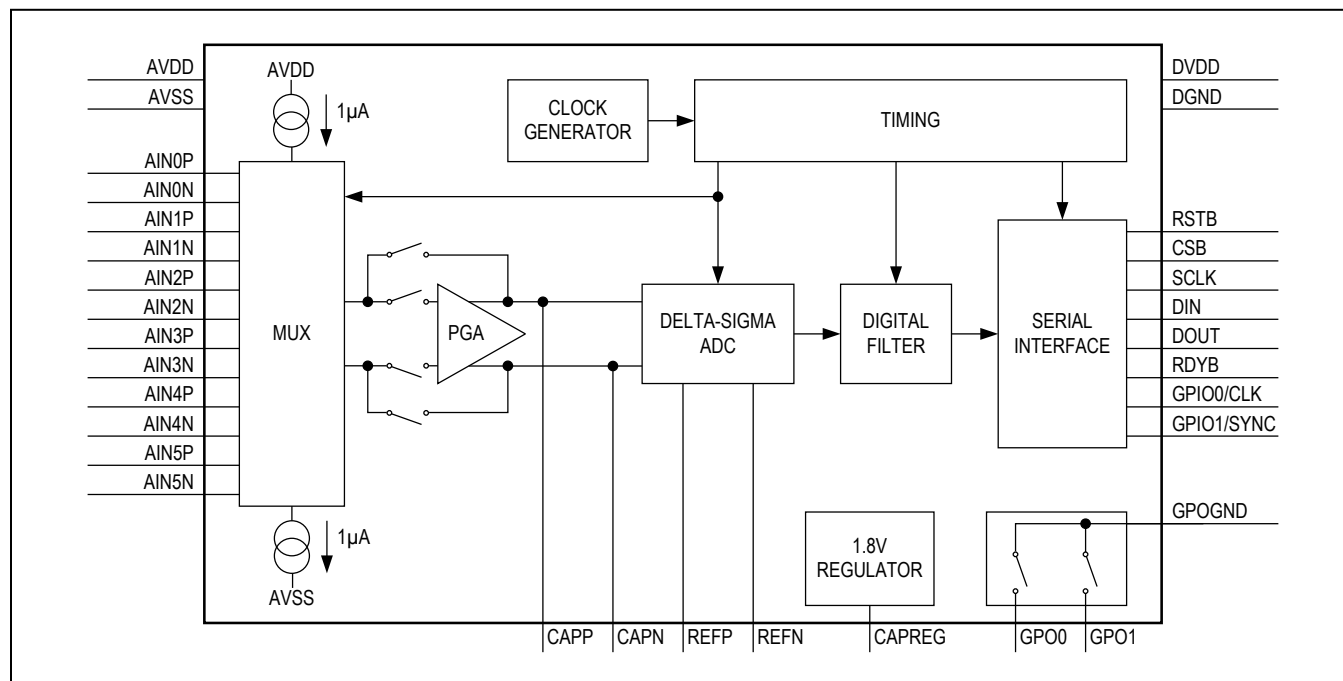 AVDD
AVSS
AIN0P
AIN0N
AIN1P
AIN1N
AIN2P
AIN2N
AIN3P
AIN3N
AIN4P
AIN4N
AIN5P
AIN5N
AVDD
1µA
MUX
1µA
AVSS
PGA
CLOCK
GENERATOR
TIMING
DELTA-SIGMA
ADC
DIGITAL
FILTER
SERIAL
INTERFACE
1.8V
REGULATOR
DVDD
DGND
RSTB
CSB
SCLK
DIN
DOUT
RDYB
GPIO0/CLK
GPIO1/SYNC
GPOGND
CAPP
CAPN
REFP
REFN
CAPREG
GPO0
GPO1